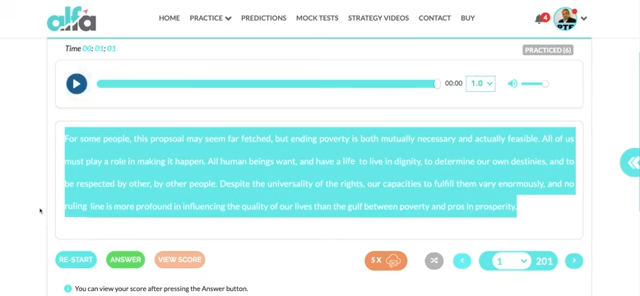 alfa
HOME PRACTICE PREDICTIONS MOCK TESTS STRATEGY VIDEOS CONTACT BUY
4
Time 00: 01: 03
PRACTICED (6)
00:00 1.0
For some people, this propsoal may seem far fetched, but ending poverty is both mutually necessary and actually feasible. All of us
must play a role in making it happen. All human beings want, and have a life to live in dignity, to determine our own destinies, and to
be respected by other, by other people. Despite the universality of the rights, our capacities to fulfill them vary enormously, and no
ruling line is more profound in influencing the quality of our lives than the gulf between poverty and pros in prosperity.
RE-START ANSWER VIEW SCORE 5 X 1 201
You can view your score after pressing the Answer button.